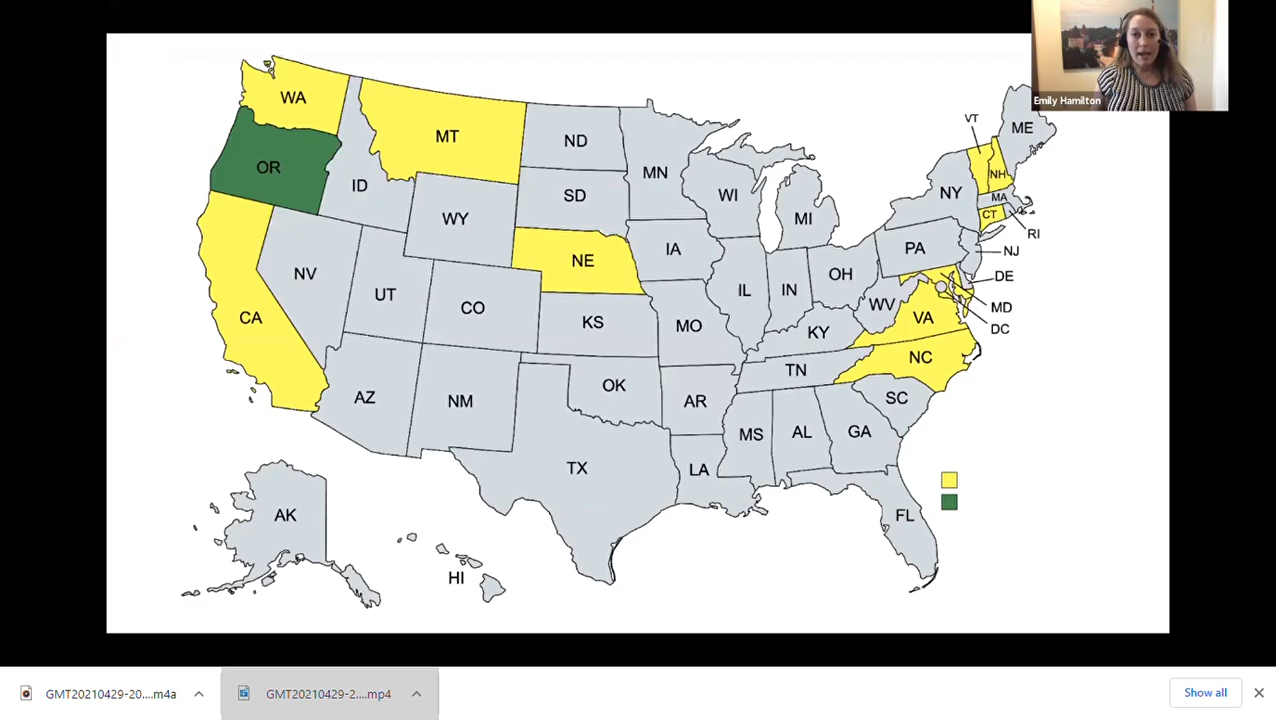 Emily Hamilton
WA
MT
ND
MN
VT
ME
OR
ID
SD
WI
NY
NH
MA
WY
MI
CT
RI
NE
IA
PA
NJ
NV
OH
DE
UT
CO
IL
IN
WV
MD
CA
KS
MO
KY
VA
DC
NC
TN
AZ
NM
OK
AR
SC
MS
AL
GA
TX
LA
AK
FL
HI
GMT20210429-20....m4a
GMT20210429-2....mp4
Show all